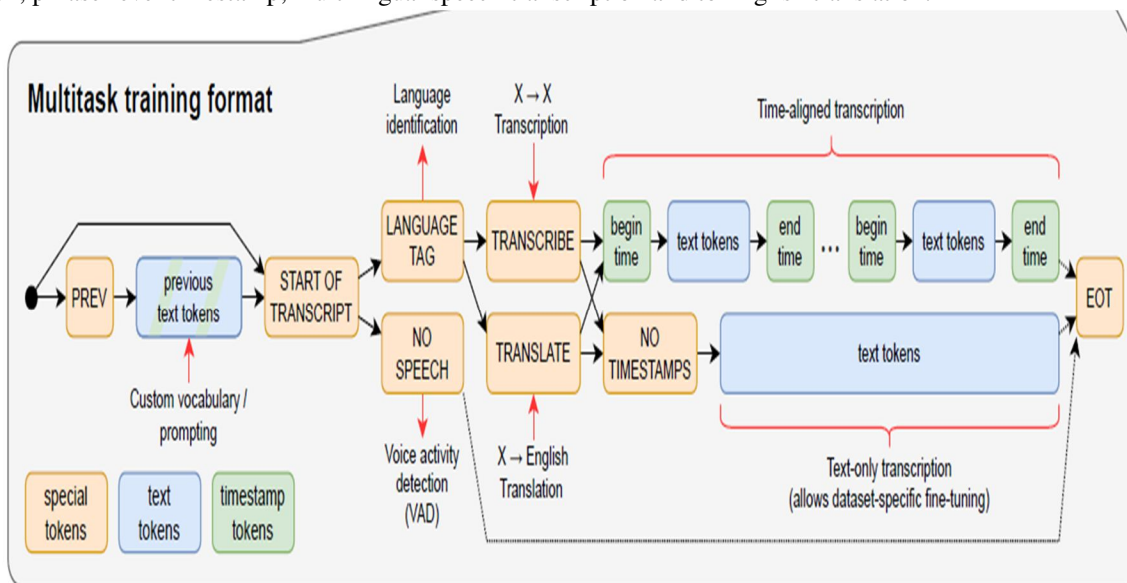 Multitask training format
Language
identification
X → X
Transcription
Time-aligned transcription
PREV
previous
text tokens
START OF
TRANSCRIPT
LANGUAGE
TAG
TRANSCRIBE
begin
time
text tokens
end
time
...
begin
time
text tokens
end
time
EOT
NO
SPEECH
TRANSLATE
NO
TIMESTAMPS
text tokens
Custom vocabulary /
prompting
Voice activity
detection
(VAD)
X → English
Translation
Text-only transcription
(allows dataset-specific fine-tuning)
special
tokens
text
tokens
timestamp
tokens